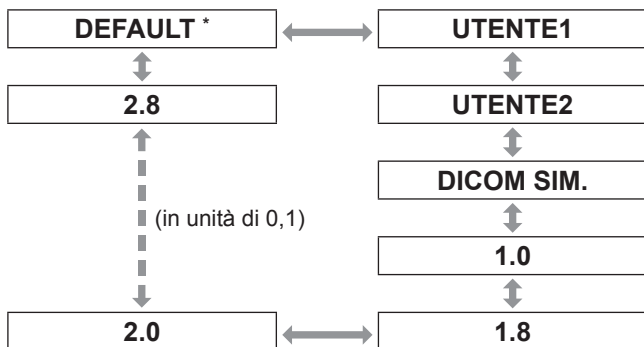 DEFAULT * UTENTE1
2.8 UTENTE2
DICOM SIM.
(in unità di 0,1)
1.0
2.0 1.8